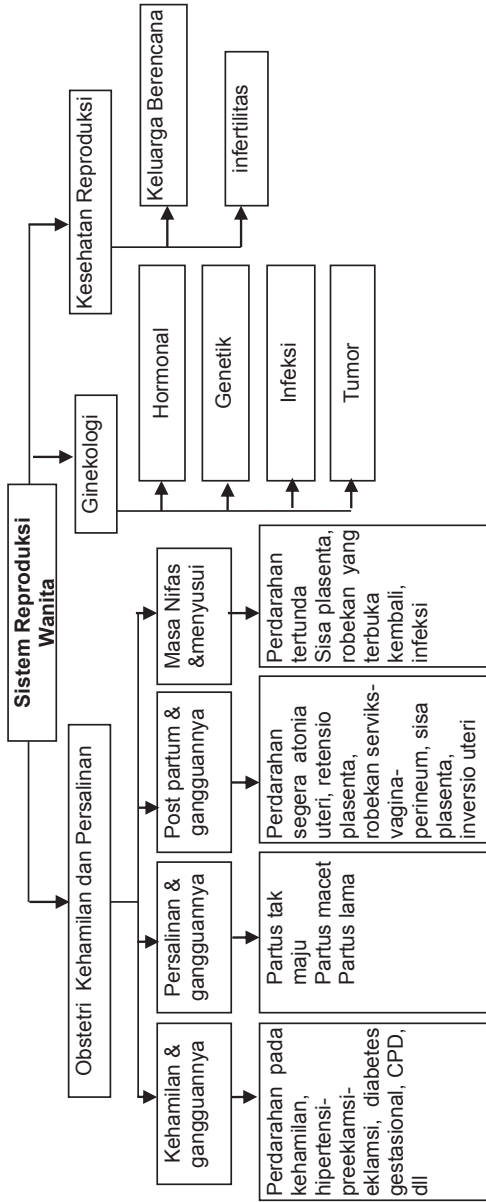 Sistem Reproduksi
Wanita
Obstetri  Kehamilan dan Persalinan
Ginekologi
Kesehatan Reproduksi
Kehamilan &
gangguannya
Persalinan &
gangguannya
Post partum &
gangguannya
Masa Nifas
&menyusui
Perdarahan pada
kehamilan,
hipertensi-
preeklamsi-
eklamsi, diabetes
gestasional, CPD,
dll
Partus tak
maju
Partus macet
Partus lama
Perdarahan
segera atonia
uteri, retensio
plasenta,
robekan serviks-
vagina-
perineum, sisa
plasenta,
inversio uteri
Perdarahan
tertunda
Sisa plasenta,
robekan yang
terbuka
kembali,
infeksi
Hormonal
Genetik
Infeksi
Tumor
Keluarga Berencana
infertilitas